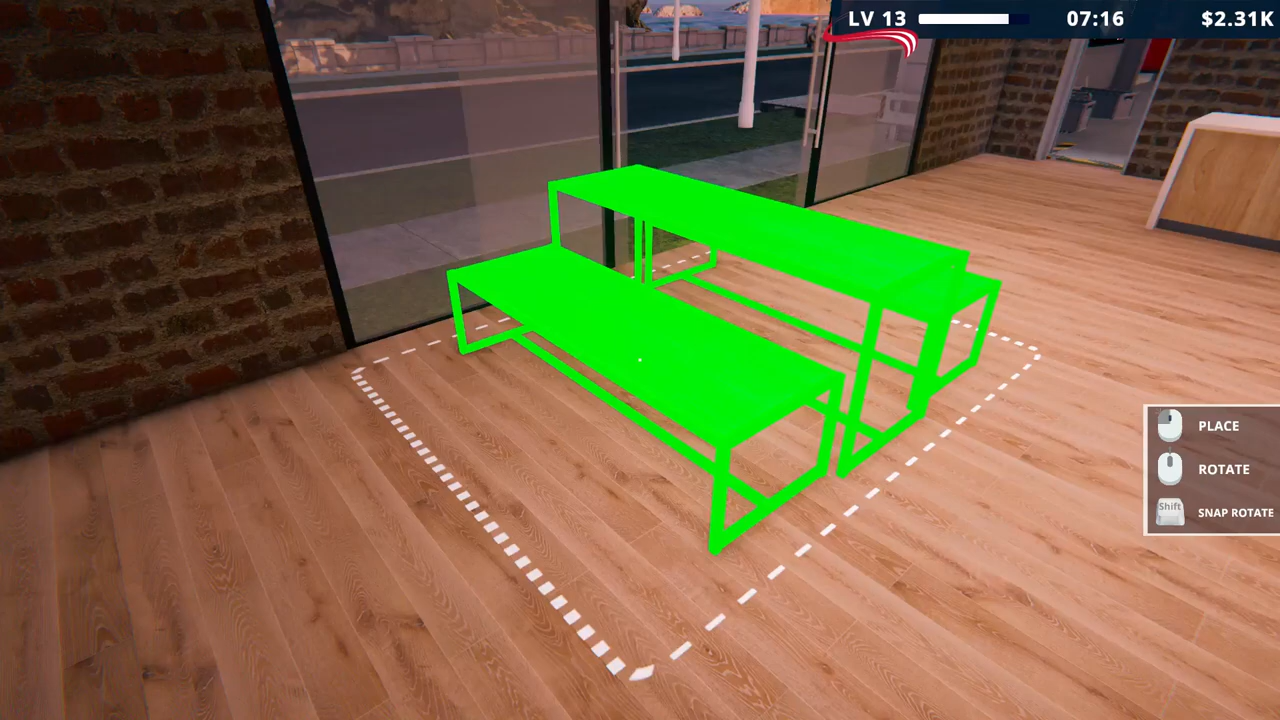 LV 13 07:16 $2.31K
PLACE
ROTATE
Shift SNAP ROTATE